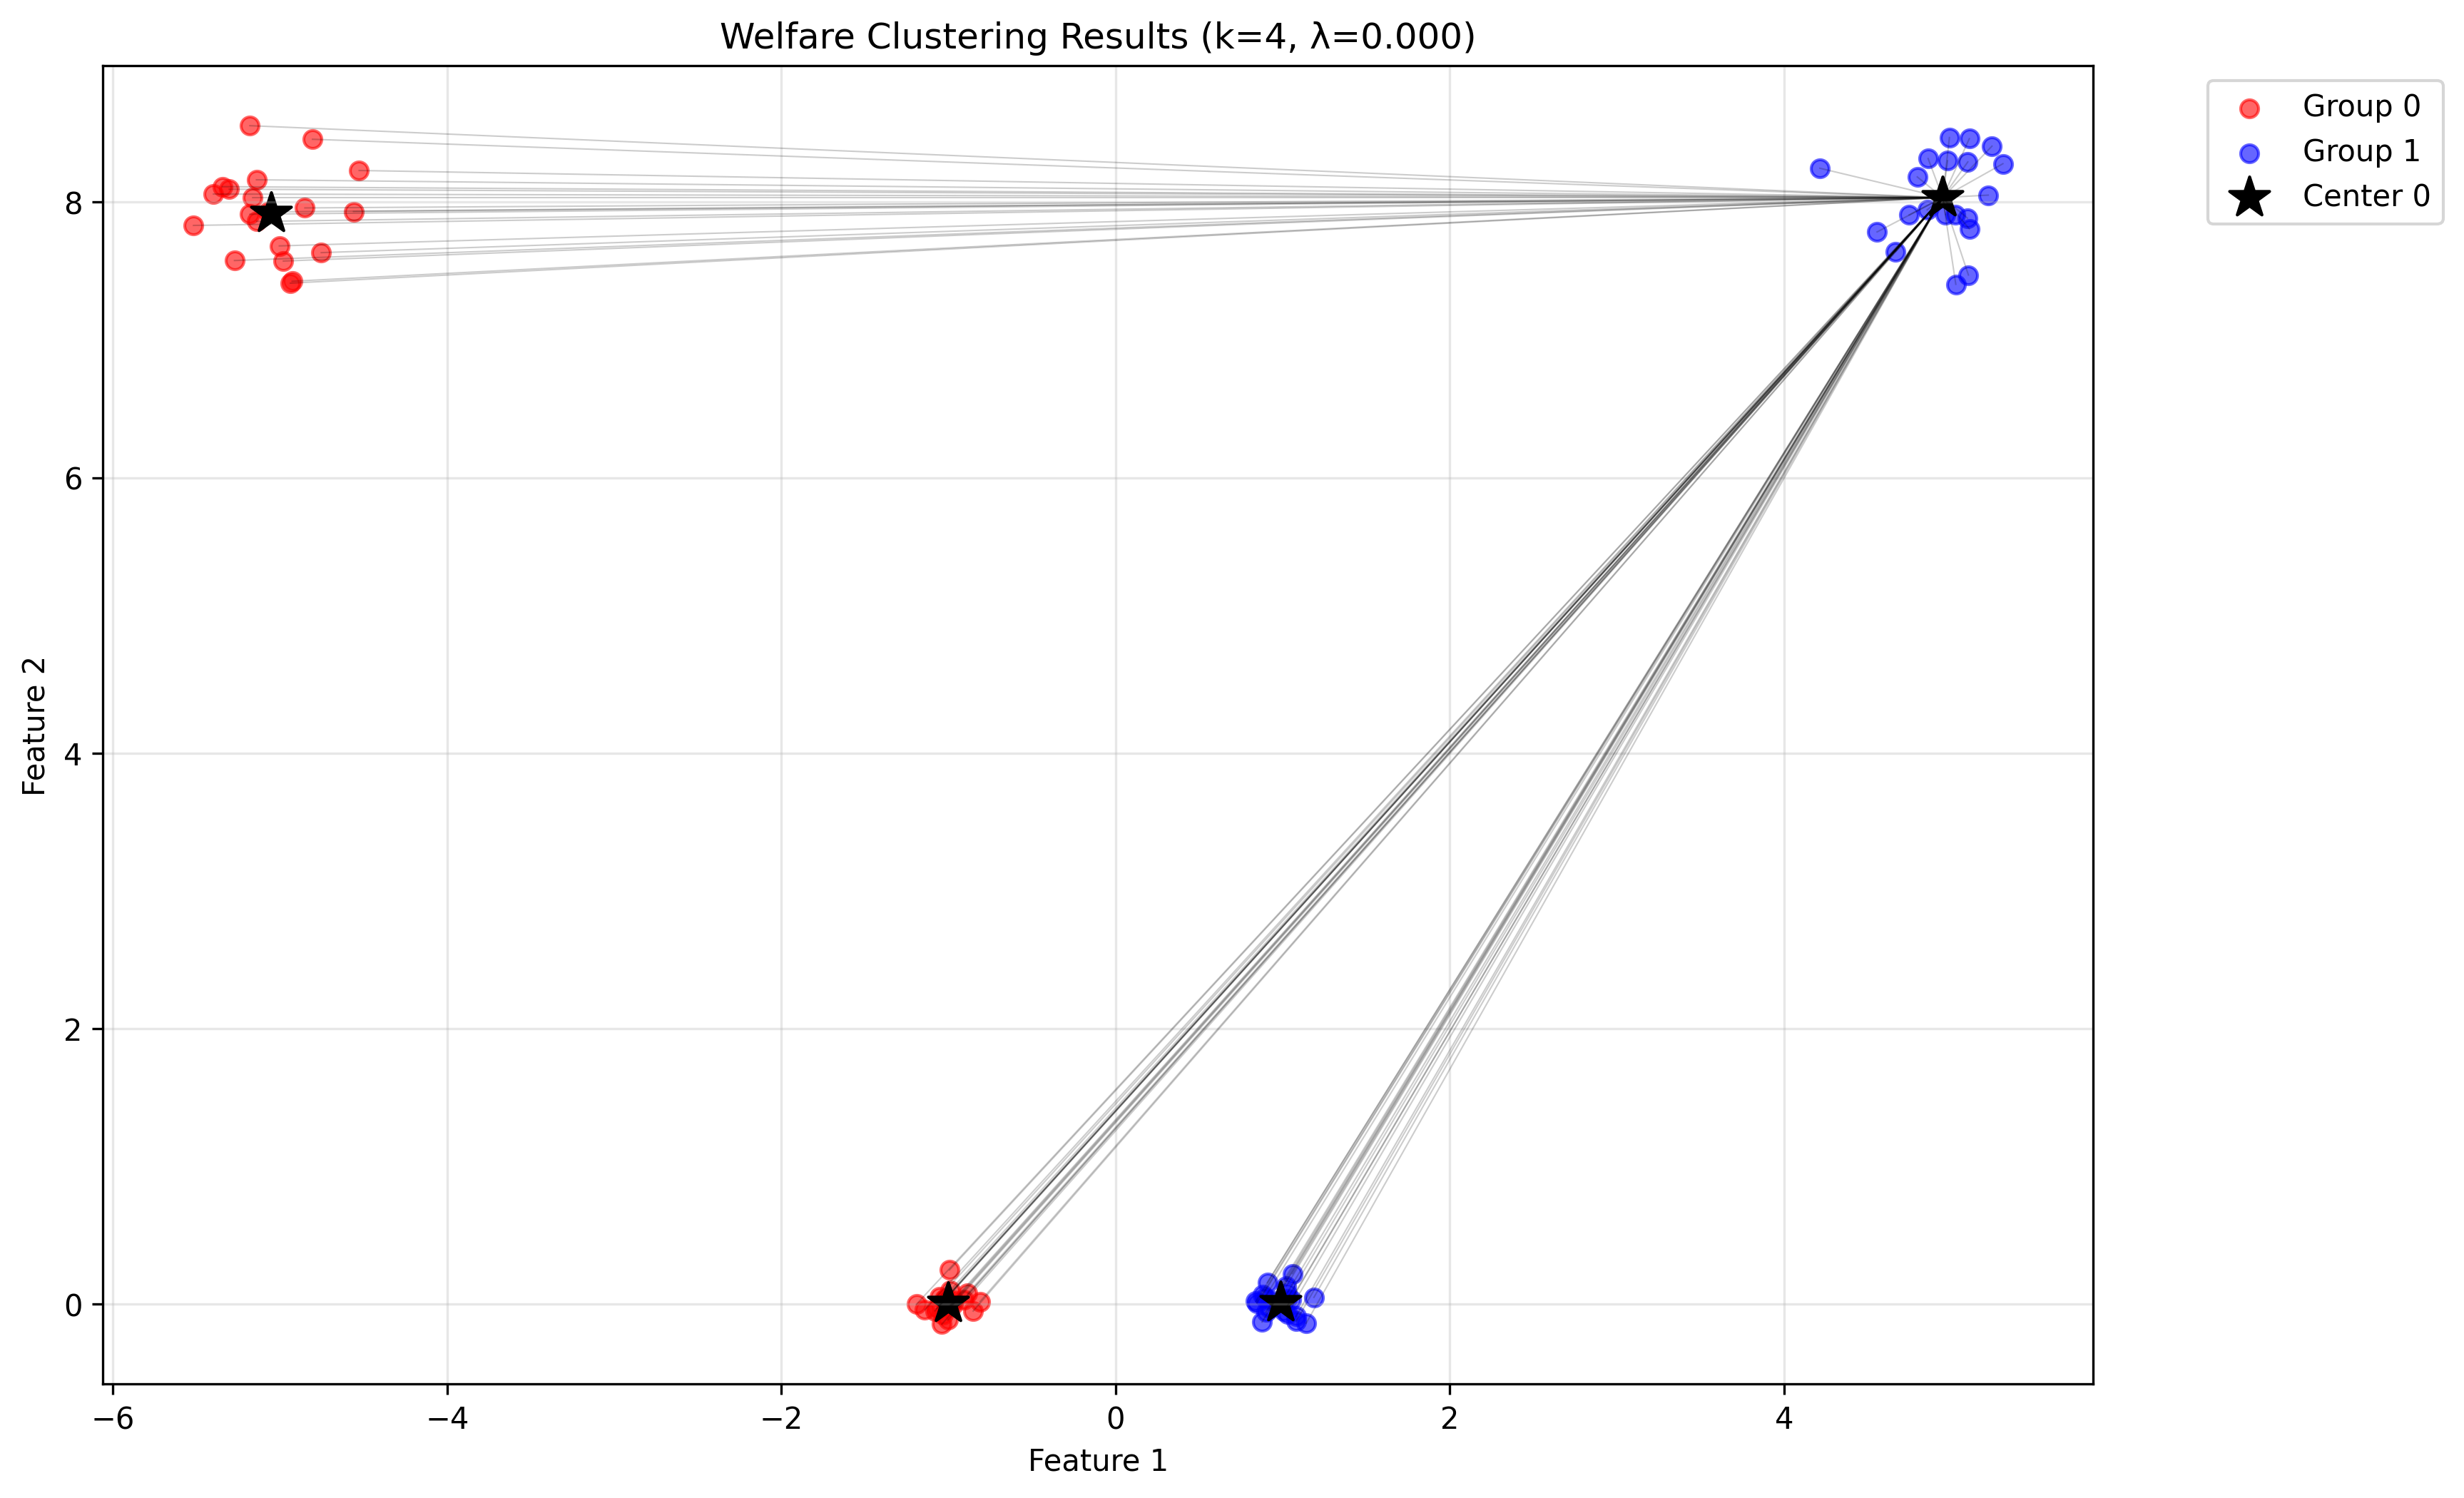 Welfare Clustering Results (k=4, λ=0.000)
Group 0
Group 1
Center 0
Feature 2
8
6
4
2
0
−6
−4
−2
0
2
4
Feature 1